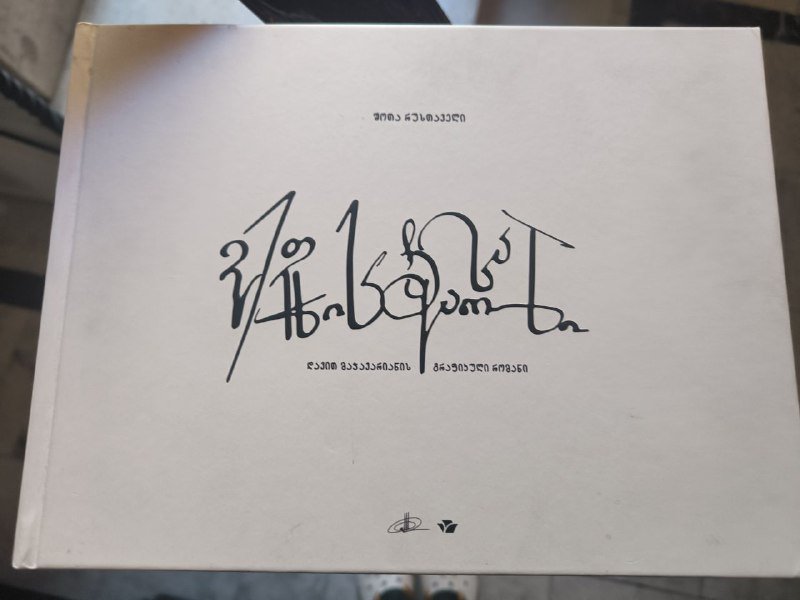 შოთა რუსთაველი
ვეფხისტყაოსანი
დავით მაჭავარიანის გრაფიკული რომანი